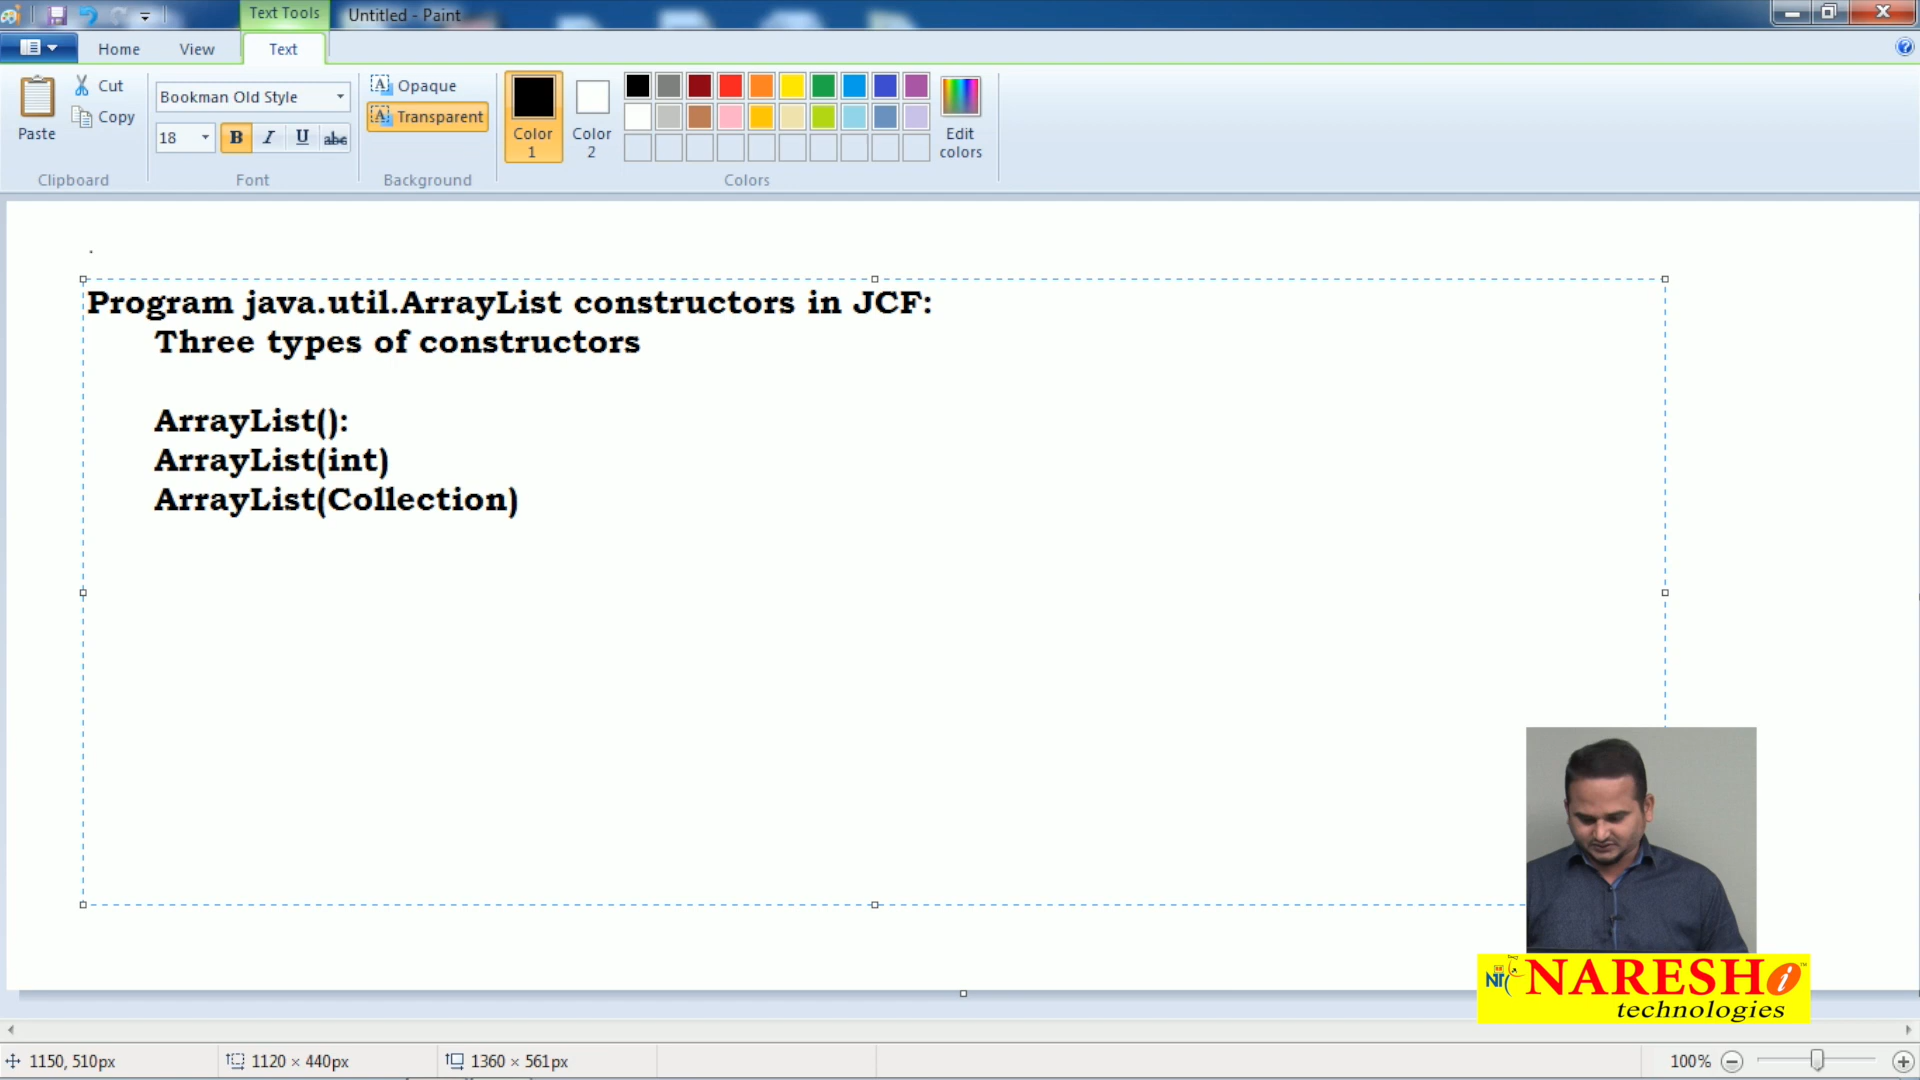 Text Tools
Untitled - Paint
Home
View
Text
Paste
Cut
Copy
Clipboard
Bookman Old Style
18
B
I
U
abc
Font
Opaque
Transparent
Background
Color 1
Color 2
Edit colors
Colors
Program java.util.ArrayList constructors in JCF:
Three types of constructors
ArrayList():
ArrayList(int)
ArrayList(Collection)
NARESH i
technologies
1150, 510px
1120 × 440px
1360 × 561px
100%